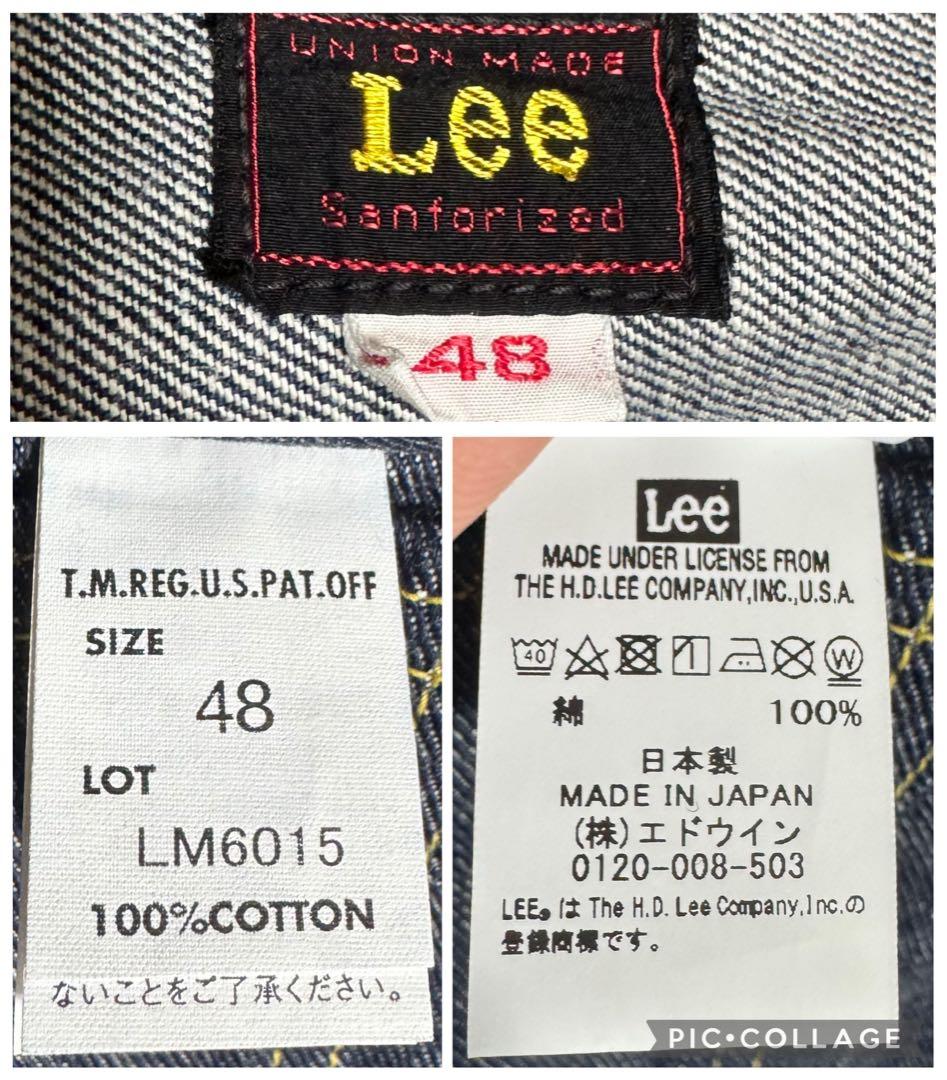 UNION MADE
Lee
Sanforized
48
T.M.REG.U.S.PAT.OFF
SIZE
48
LOT
LM6015
100%COTTON
ないことをご了承ください。
Lee
MADE UNDER LICENSE FROM
THE H.D.LEE COMPANY,INC.,U.S.A.
40 W
綿 100%
日本製
MADE IN JAPAN
(株)エドウイン
0120-008-503
LEE®は The H.D. Lee Company,Inc.の
登録商標です。
PIC•COLLAGE